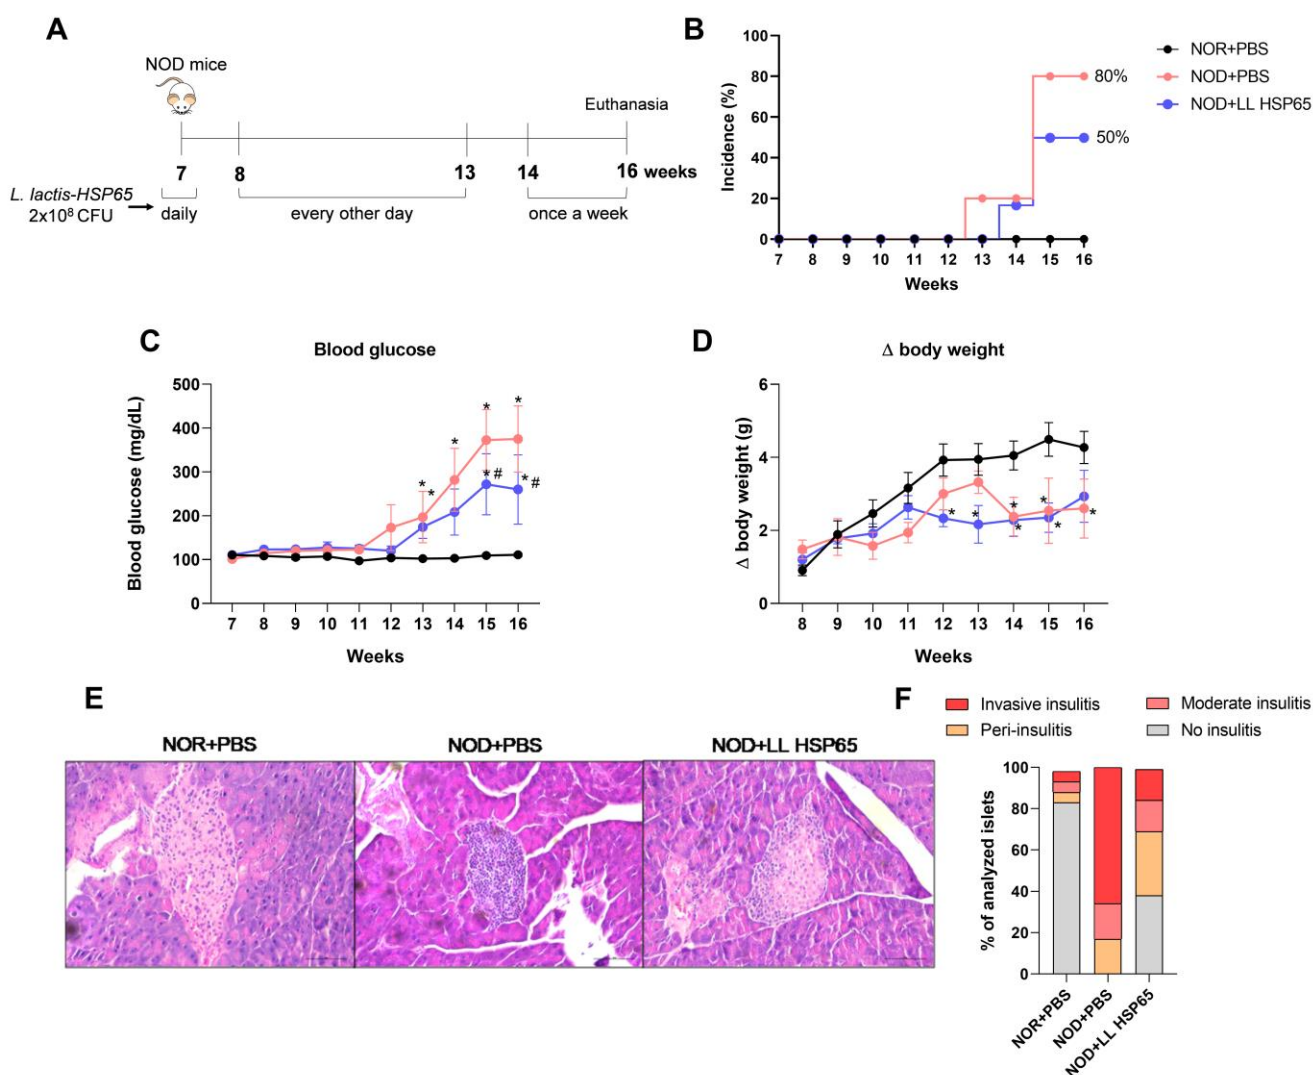 A
NOD mice
Euthanasia
7 8 13 14 16 weeks
L. lactis-HSP65
2x10⁸ CFU
daily every other day once a week
B
100
80
60
40
20
0
Incidence (%)
80%
50%
7 8 9 10 11 12 13 14 15 16
Weeks
NOR+PBS
NOD+PBS
NOD+LL HSP65
C
Blood glucose
500
400
300
200
100
0
Blood glucose (mg/dL)
* * * * *
* # * #
7 8 9 10 11 12 13 14 15 16
Weeks
D
Δ body weight
6
4
2
0
Δ body weight (g)
* * * * * * *
8 9 10 11 12 13 14 15 16
Weeks
E
NOR+PBS NOD+PBS NOD+LL HSP65
F
Invasive insulitis Moderate insulitis
Peri-insulitis No insulitis
100
80
60
40
20
0
% of analyzed islets
NOR+PBS
NOD+PBS
NOD+LL HSP65